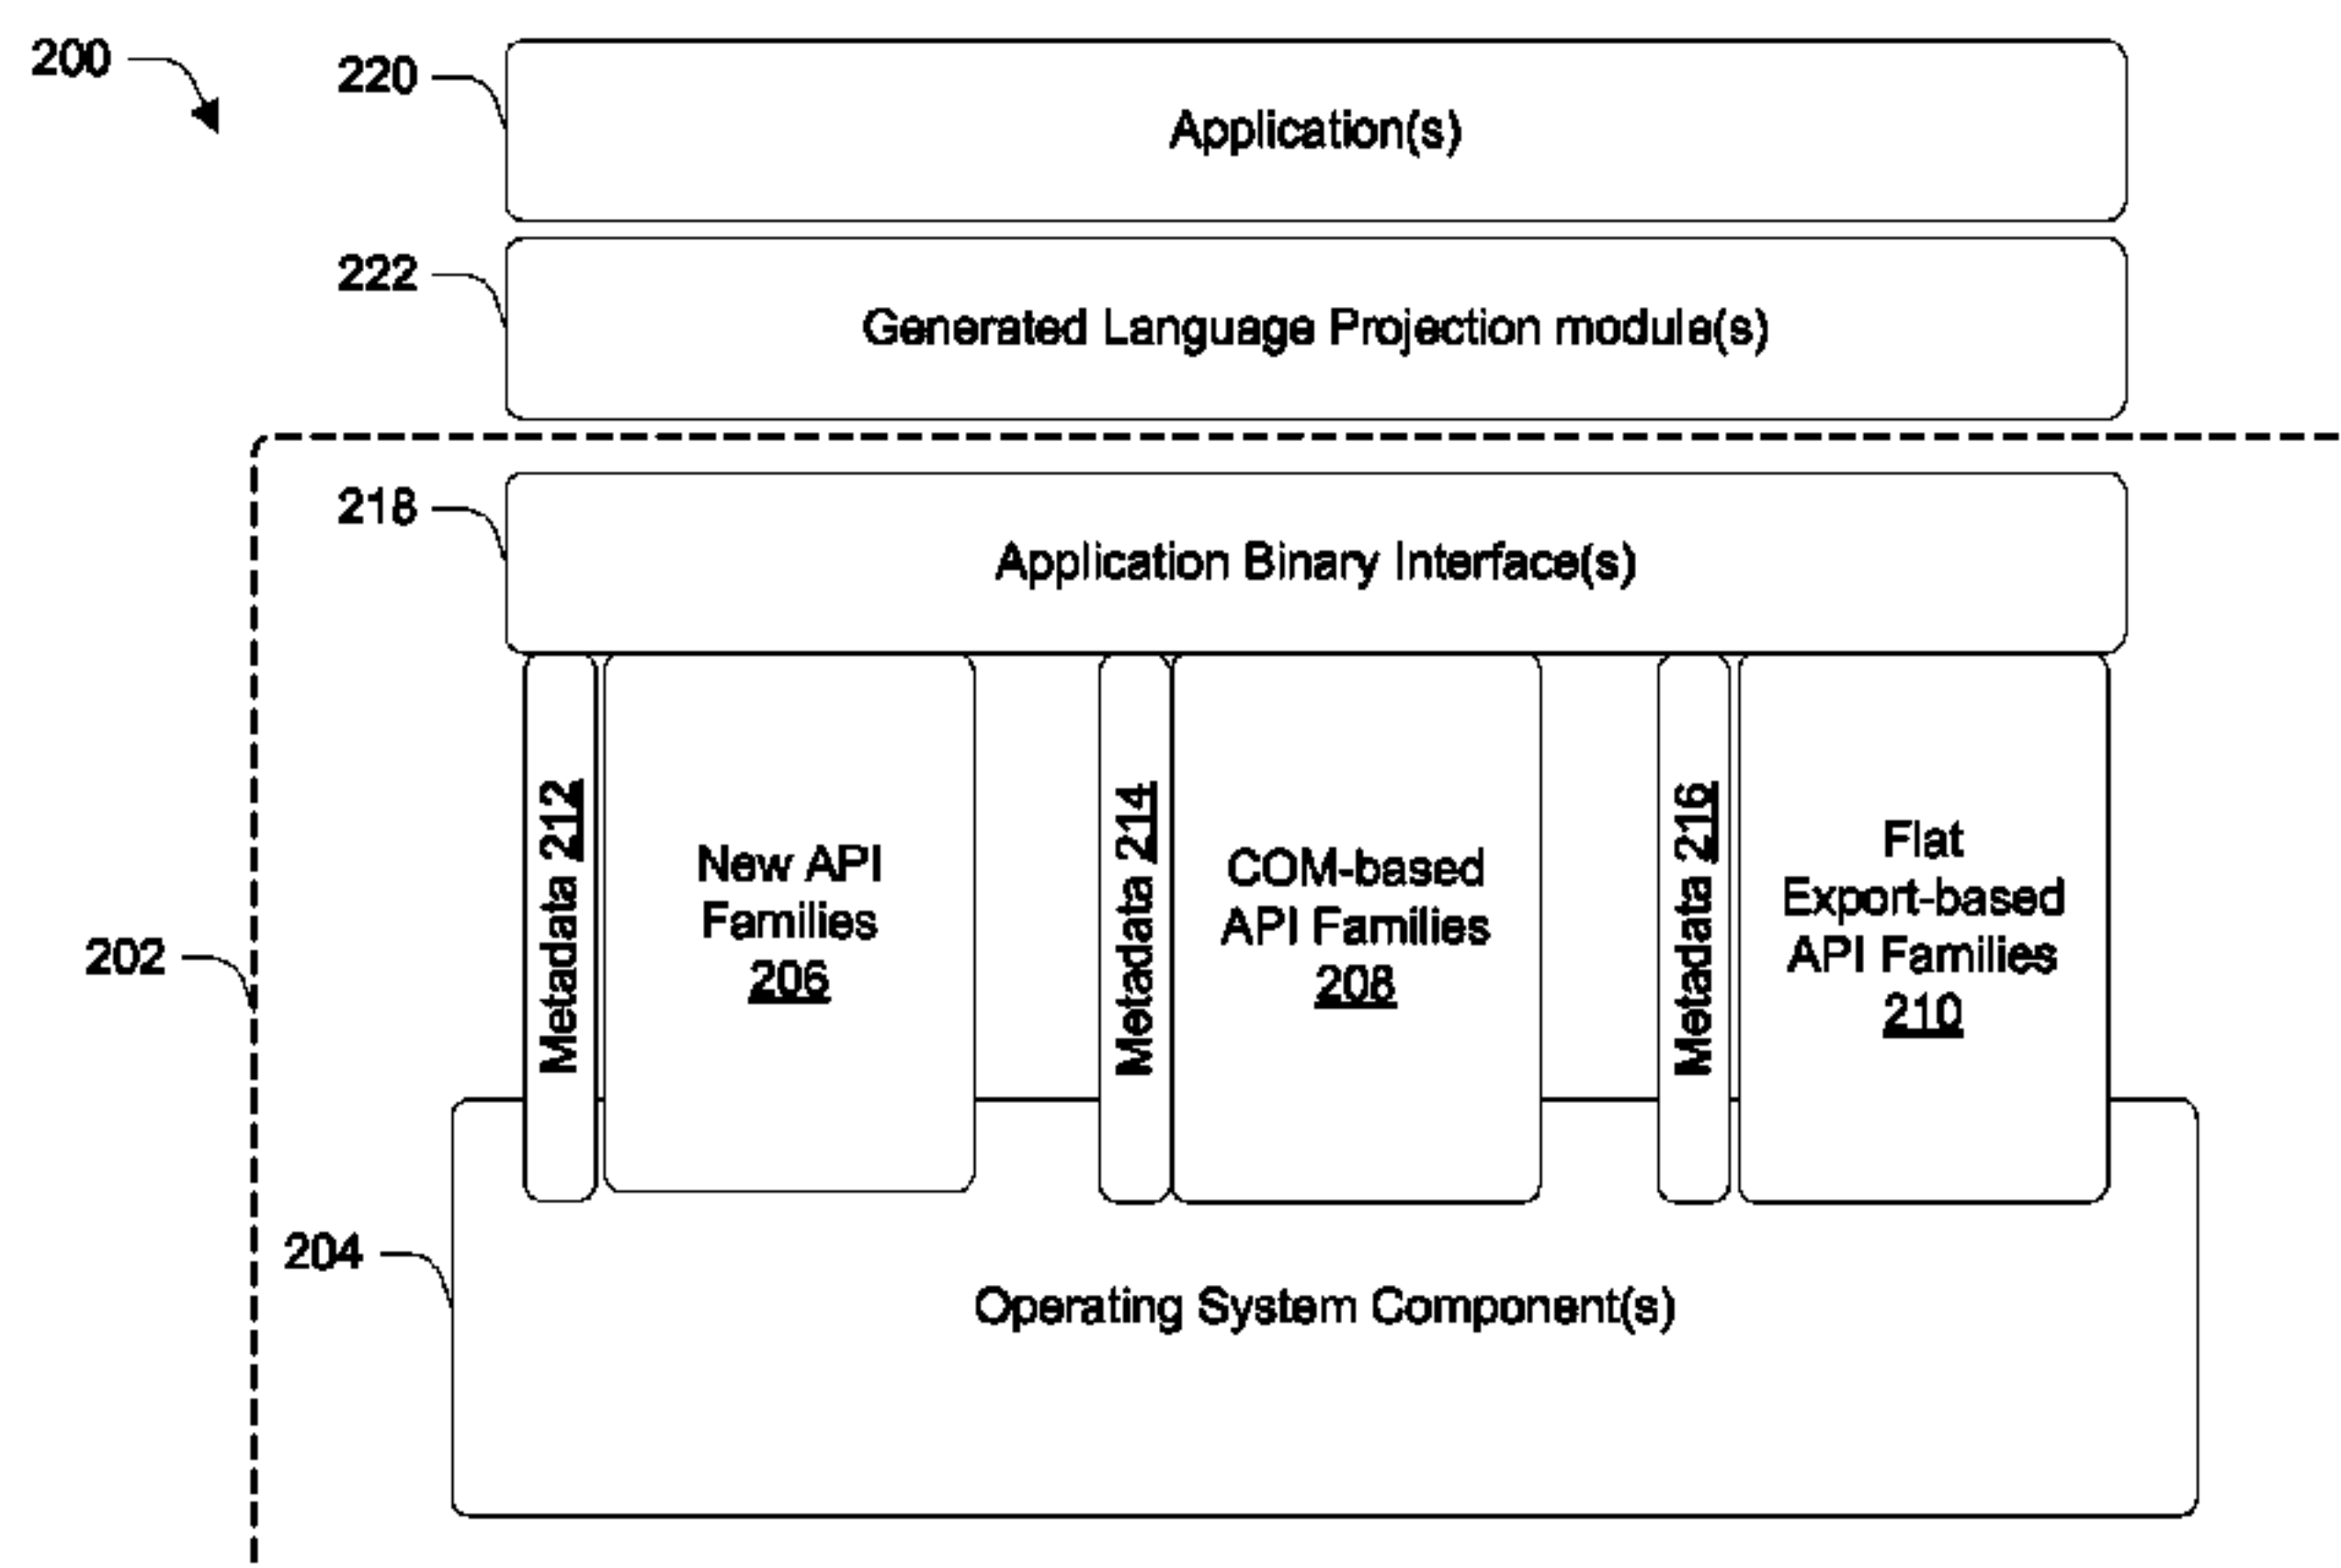 200
220
Application(s)
222
Generated Language Projection module(s)
218
Application Binary Interface(s)
Metadata 212
New API
Families
206
Metadata 214
COM-based
API Families
208
Metadata 216
Flat
Export-based
API Families
210
202
204
Operating System Component(s)